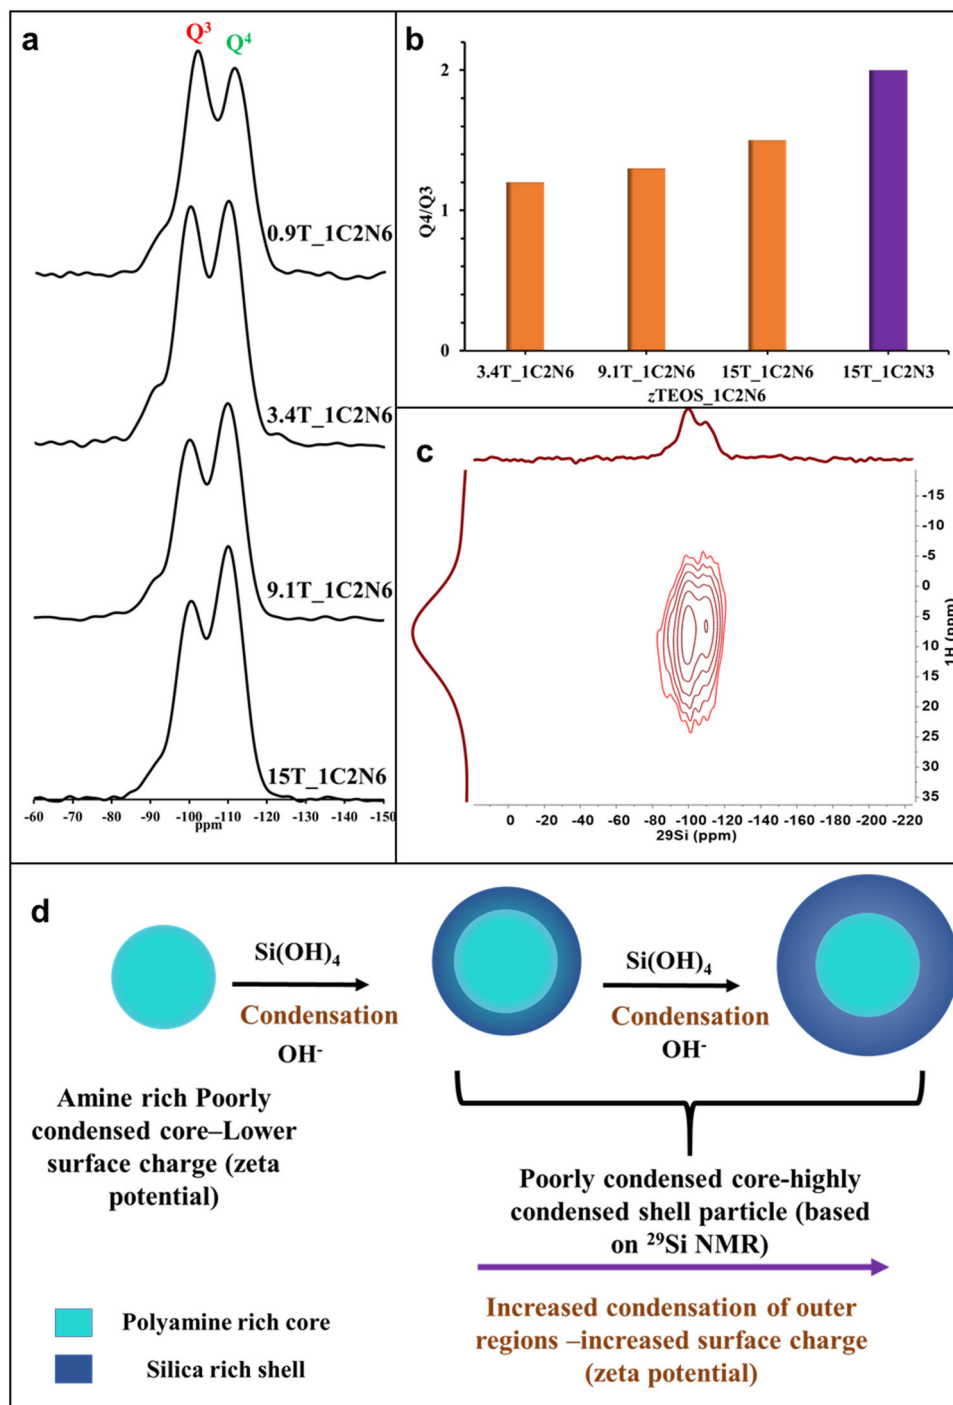 a
Q³
Q⁴
0.9T_1C2N6
3.4T_1C2N6
9.1T_1C2N6
15T_1C2N6
-60 -70 -80 -90 -100 -110 -120 -130 -140 -150
ppm
b
Q4/Q3
2
1
0
3.4T_1C2N6 9.1T_1C2N6 15T_1C2N6 15T_1C2N3
zTEOS_1C2N6
c
-15
-10
-5
0
5
10
15
20
25
30
35
1H (ppm)
0 -20 -40 -60 -80 -100 -120 -140 -160 -180 -200 -220
29Si (ppm)
d
Si(OH)₄
Condensation
OH⁻
Si(OH)₄
Condensation
OH⁻
Amine rich Poorly
condensed core–Lower
surface charge (zeta
potential)
Poorly condensed core-highly
condensed shell particle (based
on ²⁹Si NMR)
Increased condensation of outer
regions –increased surface charge
(zeta potential)
Polyamine rich core
Silica rich shell